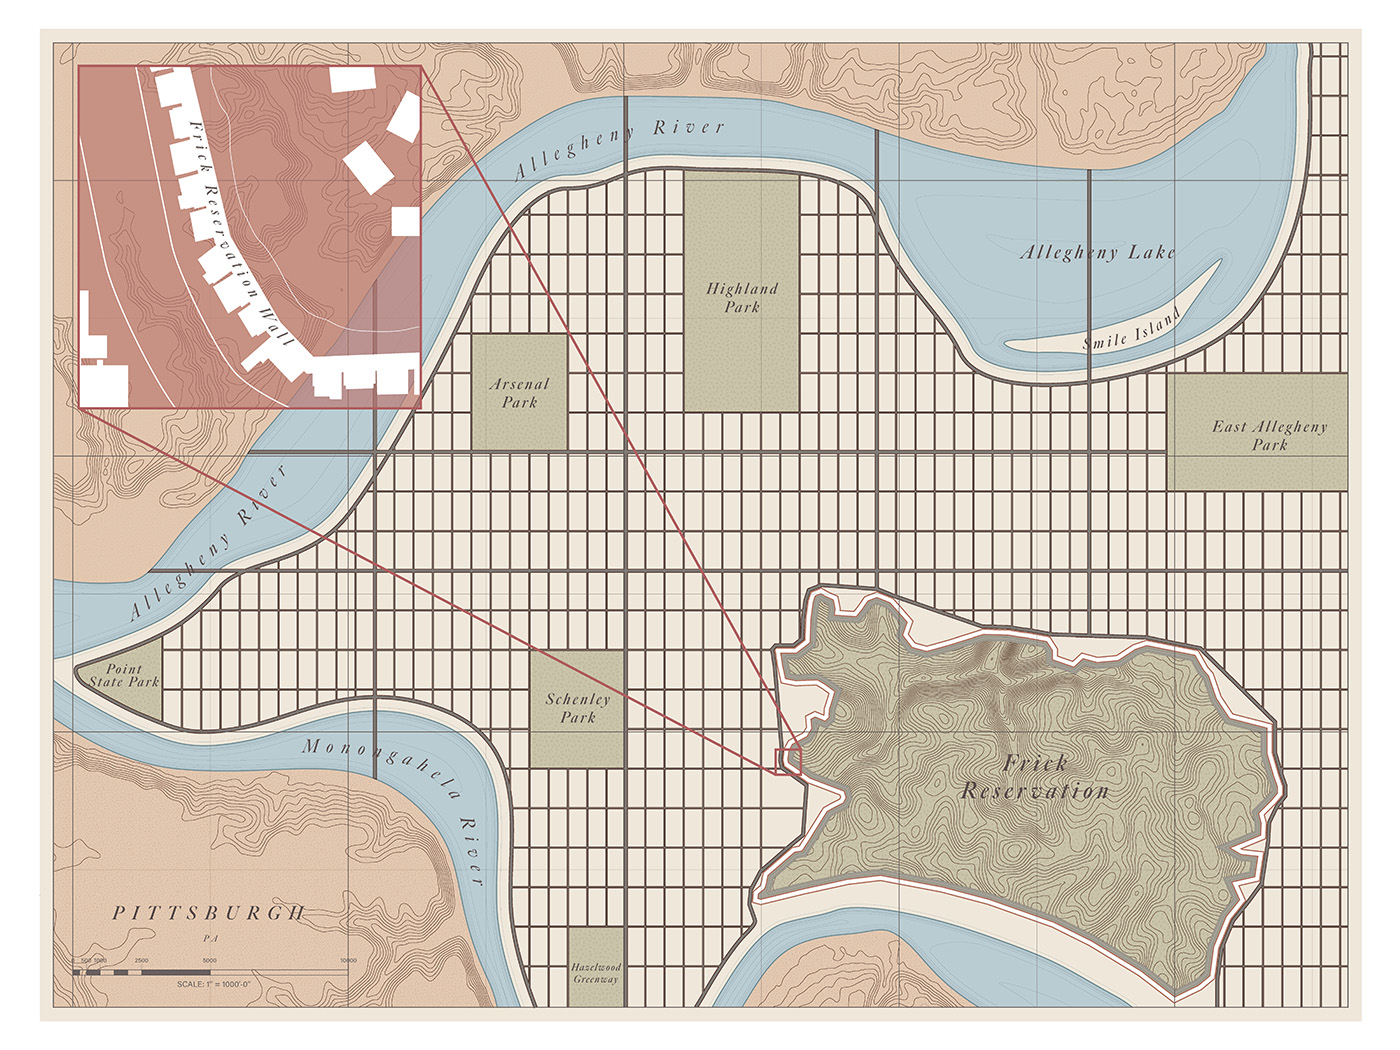 Frick Reservation Wall
Allegheny River
Allegheny Lake
Smile Island
Highland
Park
Arsenal
Park
East Allegheny
Park
Allegheny River
Point
State Park
Schenley
Park
Monongahela River
Frick
Reservation
PITTSBURGH
PA
0 500 1000 2500 5000 10000
SCALE: 1" = 1000'-0"
Hazelwood
Greenway